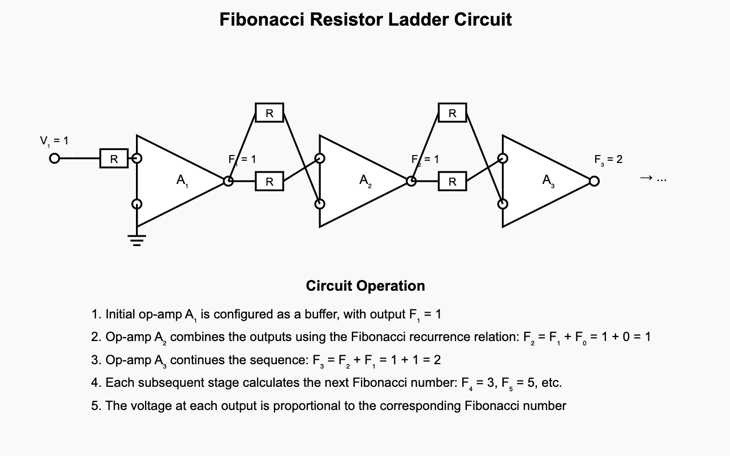 Fibonacci Resistor Ladder Circuit
R
R
V₁ = 1
F₁ = 1
F₂ = 1
F₃ = 2
R
A₁
R
A₂
R
A₃
→ ...
Circuit Operation
1. Initial op-amp A₁ is configured as a buffer, with output F₁ = 1
2. Op-amp A₂ combines the outputs using the Fibonacci recurrence relation: F₂ = F₁ + F₀ = 1 + 0 = 1
3. Op-amp A₃ continues the sequence: F₃ = F₂ + F₁ = 1 + 1 = 2
4. Each subsequent stage calculates the next Fibonacci number: F₄ = 3, F₅ = 5, etc.
5. The voltage at each output is proportional to the corresponding Fibonacci number